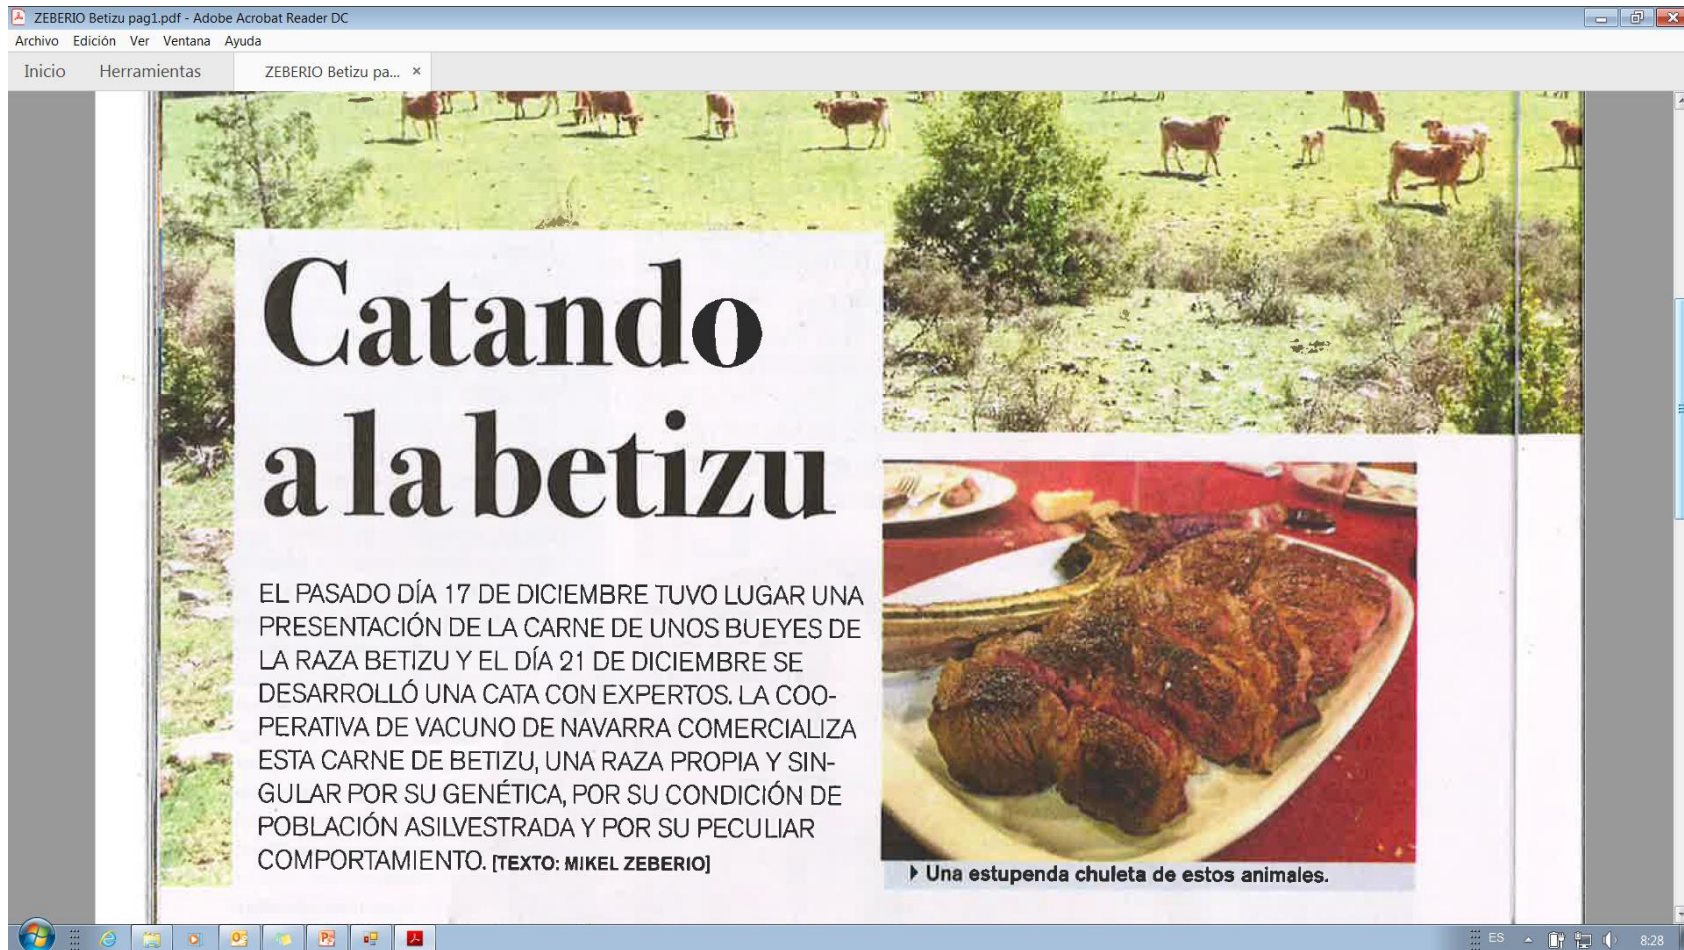 ZEBERIO Betizu pag1.pdf - Adobe Acrobat Reader DC
Archivo Edición Ver Ventana Ayuda
Inicio Herramientas ZEBERIO Betizu pa... ×
Catando
a la betizu
EL PASADO DÍA 17 DE DICIEMBRE TUVO LUGAR UNA
PRESENTACIÓN DE LA CARNE DE UNOS BUEYES DE
LA RAZA BETIZU Y EL DÍA 21 DE DICIEMBRE SE
DESARROLLÓ UNA CATA CON EXPERTOS. LA COO-
PERATIVA DE VACUNO DE NAVARRA COMERCIALIZA
ESTA CARNE DE BETIZU, UNA RAZA PROPIA Y SIN-
GULAR POR SU GENÉTICA, POR SU CONDICIÓN DE
POBLACIÓN ASILVESTRADA Y POR SU PECULIAR
COMPORTAMIENTO. [TEXTO: MIKEL ZEBERIO]
Una estupenda chuleta de estos animales.
ES 8:28